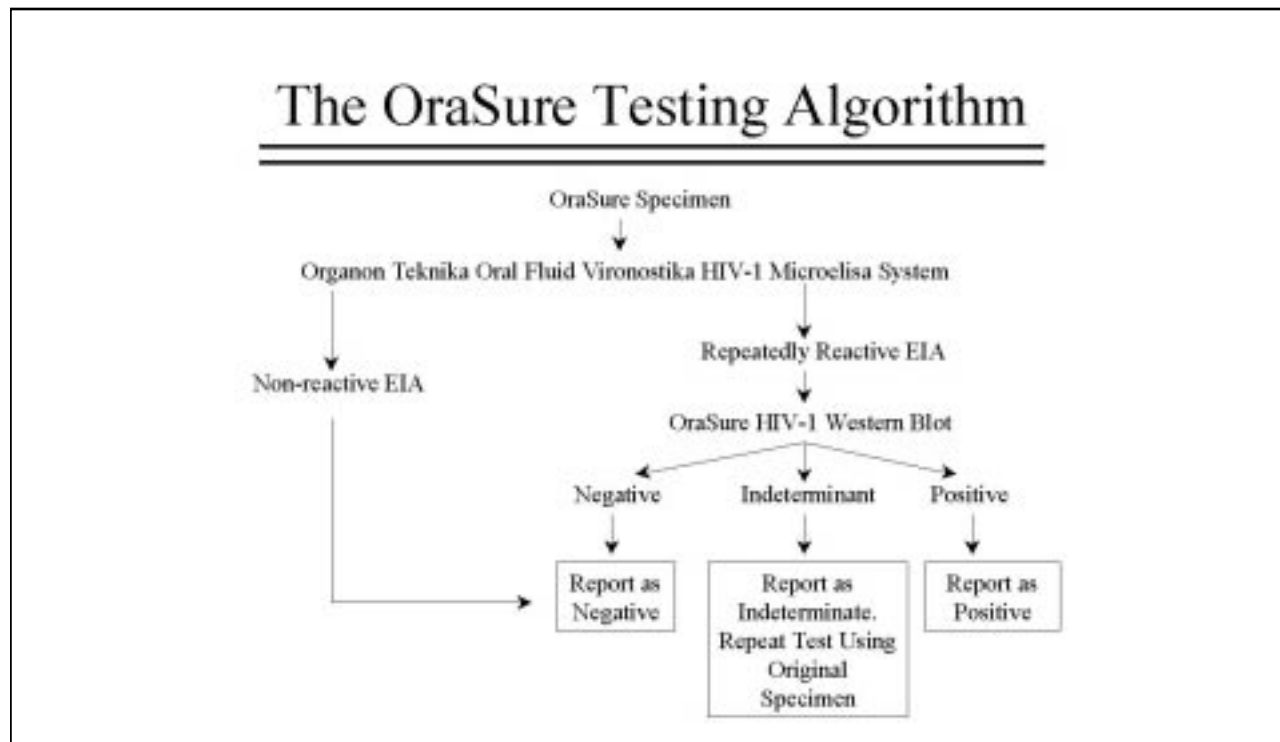 The OraSure Testing Algorithm
OraSure Specimen
Organon Teknika Oral Fluid Vironostika HIV-1 Microelisa System
Non-reactive EIA
Repeatedly Reactive EIA
OraSure HIV-1 Western Blot
Negative
Indeterminant
Positive
Report as
Negative
Report as
Indeterminate.
Repeat Test Using
Original
Specimen
Report as
Positive